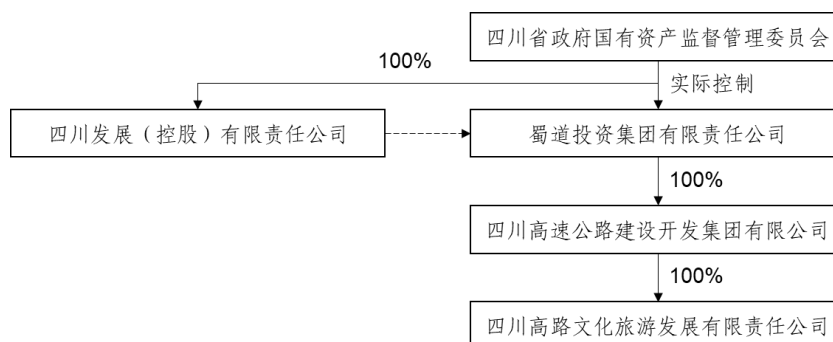 四川省政府国有资产监督管理委员会
100%
实际控制
四川发展（控股）有限责任公司
蜀道投资集团有限责任公司
100%
四川高速公路建设开发集团有限公司
100%
四川高路文化旅游发展有限责任公司